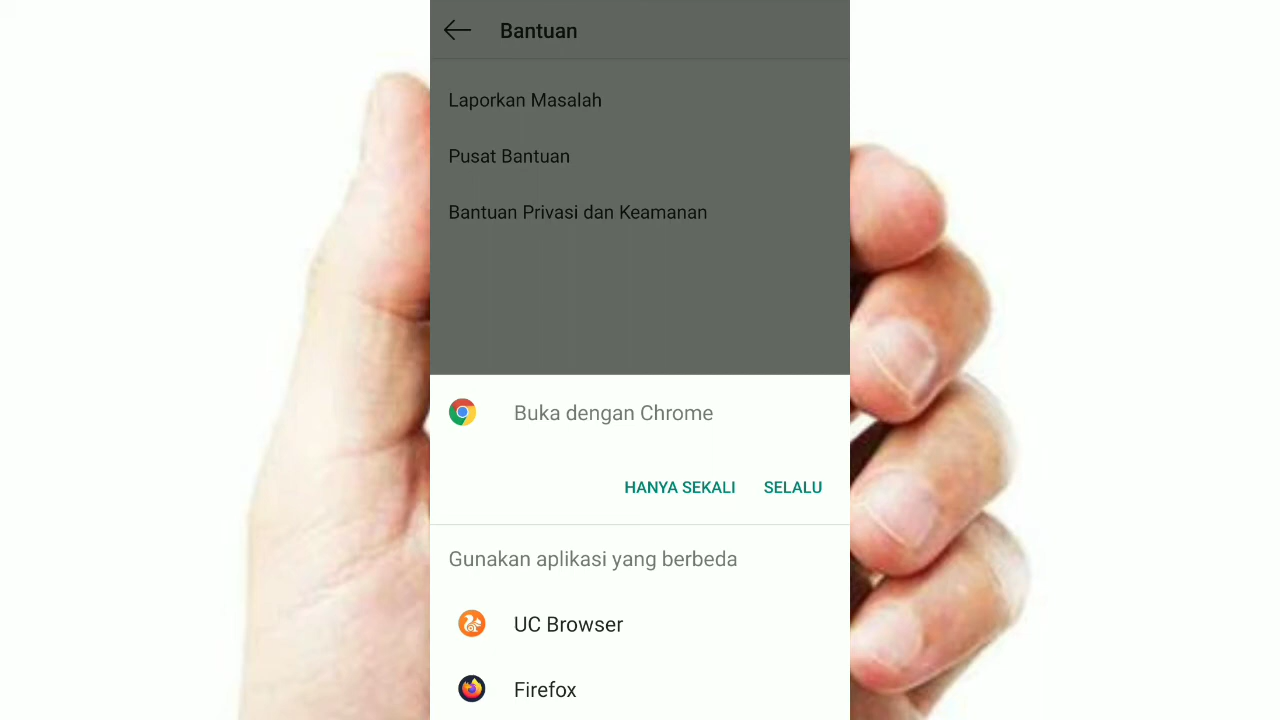 Bantuan
Laporkan Masalah
Pusat Bantuan
Bantuan Privasi dan Keamanan
Buka dengan Chrome
HANYA SEKALI SELALU
Gunakan aplikasi yang berbeda
UC Browser
Firefox